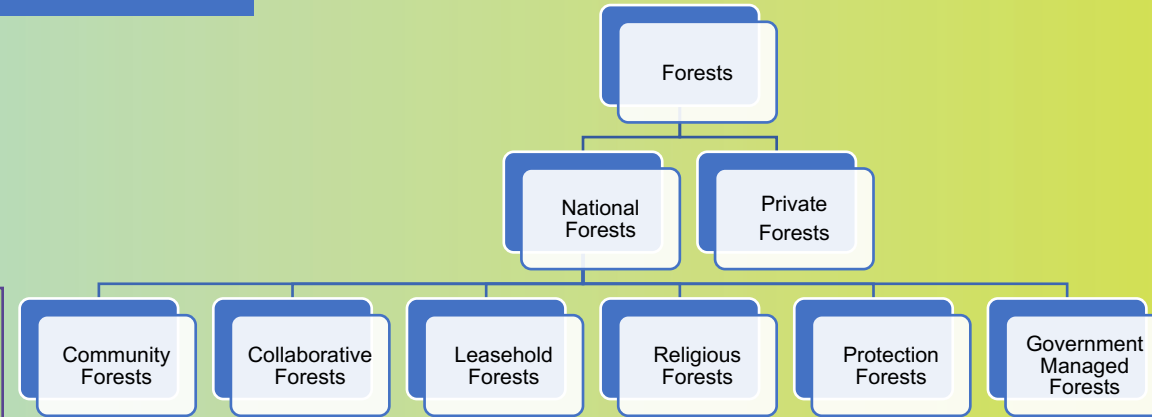 Forests
National
Forests
Private
Forests
Community
Forests
Collaborative
Forests
Leasehold
Forests
Religious
Forests
Protection
Forests
Government
Managed
Forests